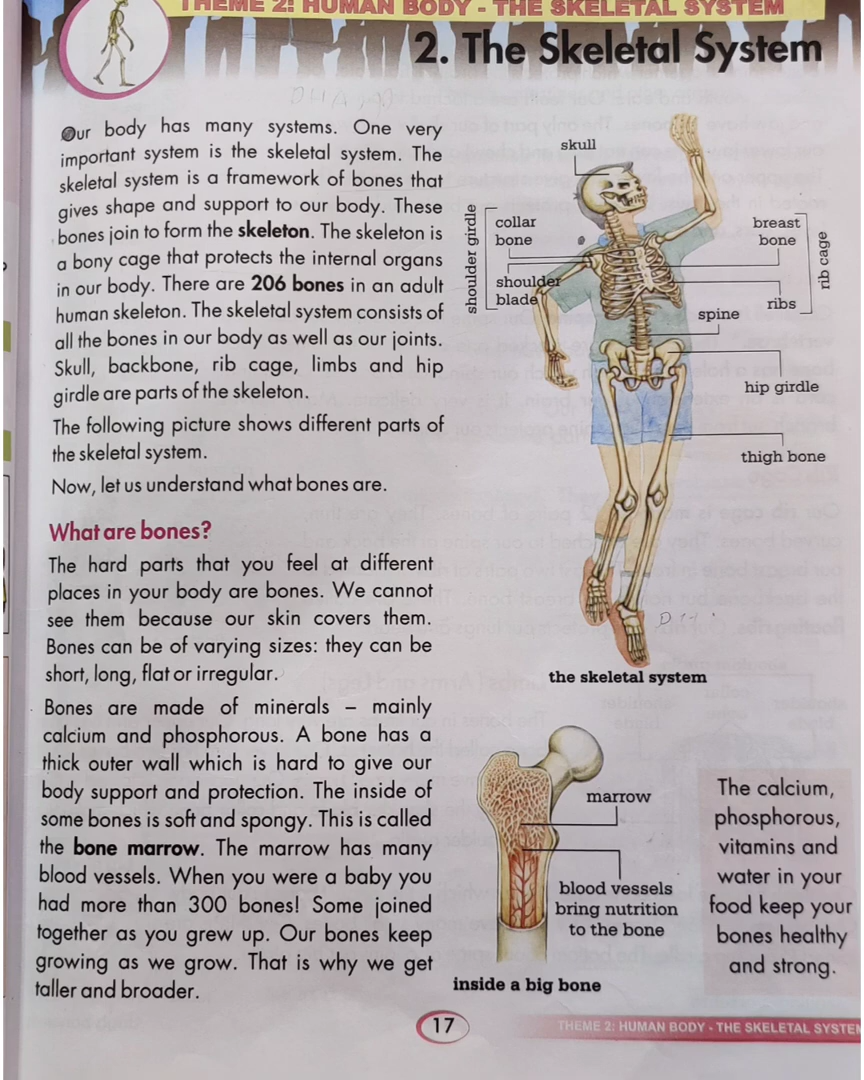 THEME 2: HUMAN BODY - THE SKELETAL SYSTEM
2. The Skeletal System
Our body has many systems. One very
important system is the skeletal system. The
skeletal system is a framework of bones that
gives shape and support to our body. These
bones join to form the skeleton. The skeleton is
a bony cage that protects the internal organs
in our body. There are 206 bones in an adult
human skeleton. The skeletal system consists of
all the bones in our body as well as our joints.
Skull, backbone, rib cage, limbs and hip
girdle are parts of the skeleton.
The following picture shows different parts of
the skeletal system.
Now, let us understand what bones are.
What are bones?
The hard parts that you feel at different
places in your body are bones. We cannot
see them because our skin covers them.
Bones can be of varying sizes: they can be
short, long, flat or irregular.
Bones are made of minerals – mainly
calcium and phosphorous. A bone has a
thick outer wall which is hard to give our
body support and protection. The inside of
some bones is soft and spongy. This is called
the bone marrow. The marrow has many
blood vessels. When you were a baby you
had more than 300 bones! Some joined
together as you grew up. Our bones keep
growing as we grow. That is why we get
taller and broader.
skull
shoulder girdle
collar
bone
shoulder
blade
breast
bone
ribs
rib cage
spine
hip girdle
thigh bone
the skeletal system
marrow
blood vessels
bring nutrition
to the bone
inside a big bone
The calcium,
phosphorous,
vitamins and
water in your
food keep your
bones healthy
and strong.
17
THEME 2: HUMAN BODY - THE SKELETAL SYSTEM